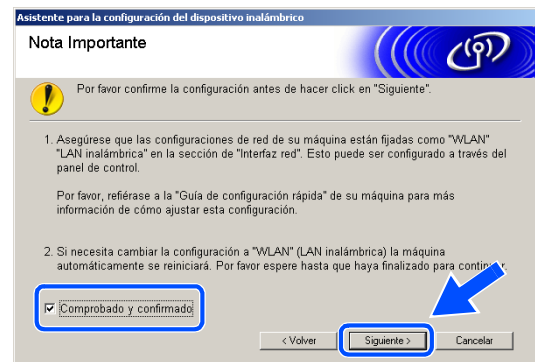 Asistente para la configuración del dispositivo inalámbrico
Nota Importante
Por favor confirme la configuración antes de hacer click en "Siguiente".
1. Asegúrese que las configuraciones de red de su máquina están fijadas como "WLAN"
"LAN inalámbrica" en la sección de "Interfaz red". Esto puede ser configurado a través del
panel de control.
Por favor, refiérase a la "Guía de configuración rápida" de su máquina para más
información de cómo ajustar esta configuración.
2. Si necesita cambiar la configuración a "WLAN" (LAN inalámbrica) la máquina
automáticamente se reiniciará. Por favor espere hasta que haya finalizado para continuar.
Comprobado y confirmado
< Volver
Siguiente >
Cancelar